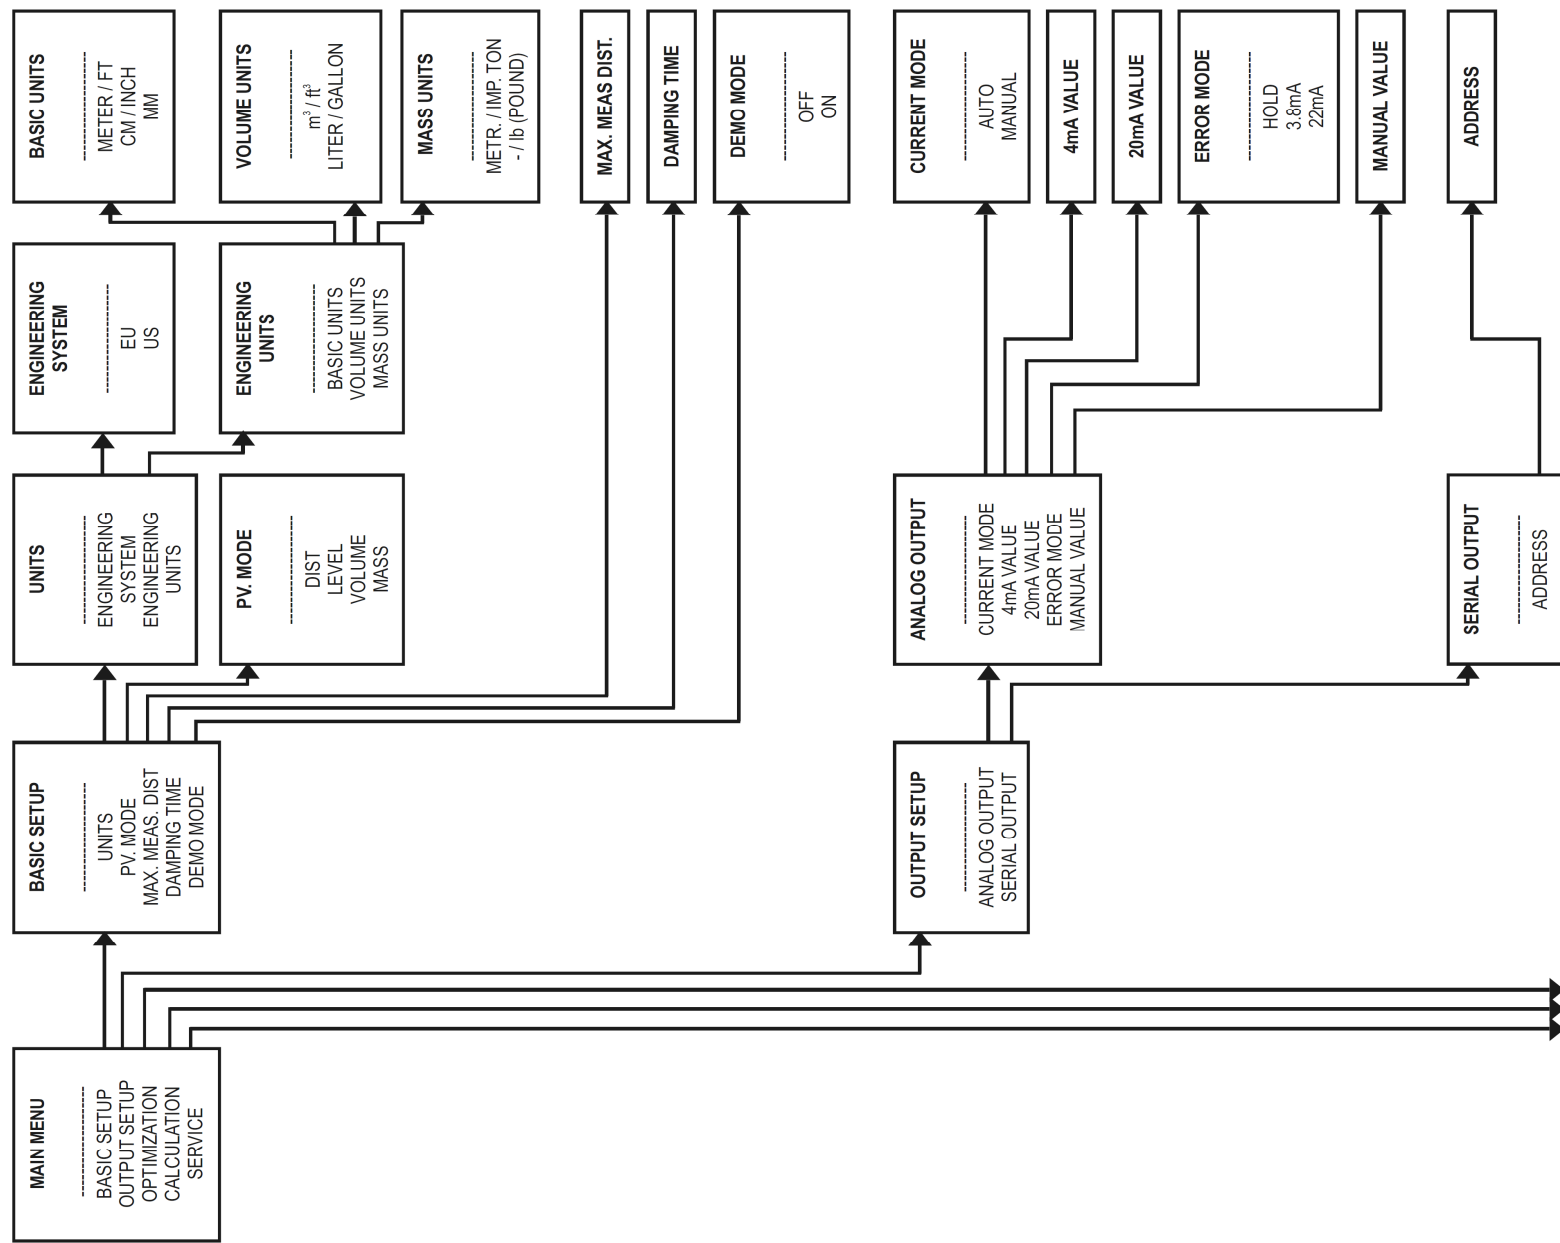 MAIN MENU
BASIC SETUP
OUTPUT SETUP
OPTIMIZATION
CALCULATION
SERVICE
BASIC SETUP
UNITS
PV. MODE
MAX. MEAS. DIST
DAMPING TIME
DEMO MODE
UNITS
ENGINEERING
SYSTEM
ENGINEERING
UNITS
ENGINEERING
SYSTEM
EU
US
BASIC UNITS
METER / FT
CM / INCH
MM
PV. MODE
DIST
LEVEL
VOLUME
MASS
ENGINEERING
UNITS
BASIC UNITS
VOLUME UNITS
MASS UNITS
VOLUME UNITS
m³ / ft³
LITER / GALLON
MASS UNITS
METR. / IMP. TON
- / lb (POUND)
MAX. MEAS DIST.
DAMPING TIME
DEMO MODE
OFF
ON
OUTPUT SETUP
ANALOG OUTPUT
SERIAL OUTPUT
ANALOG OUTPUT
CURRENT MODE
4mA VALUE
20mA VALUE
ERROR MODE
MANUAL VALUE
CURRENT MODE
AUTO
MANUAL
4mA VALUE
20mA VALUE
ERROR MODE
HOLD
3.8mA
22mA
MANUAL VALUE
SERIAL OUTPUT
ADDRESS
ADDRESS